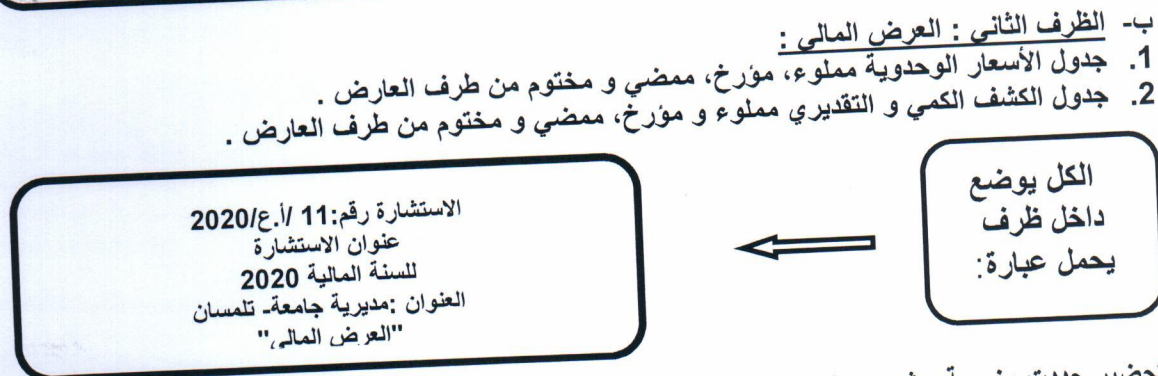 ب- الظرف الثاني : العرض المالي :
1. جدول الأسعار الوحدوية مملوء، مؤرخ، ممضي و مختوم من طرف العارض .
2. جدول الكشف الكمي و التقديري مملوء و مؤرخ، ممضي و مختوم من طرف العارض .
الكل يوضع
داخل ظرف
يحمل عبارة:
الاستشارة رقم:11 /أ.ع/2020
عنوان الاستشارة
للسنة المالية 2020
العنوان :مديرية جامعة- تلمسان
"العرض المالي"